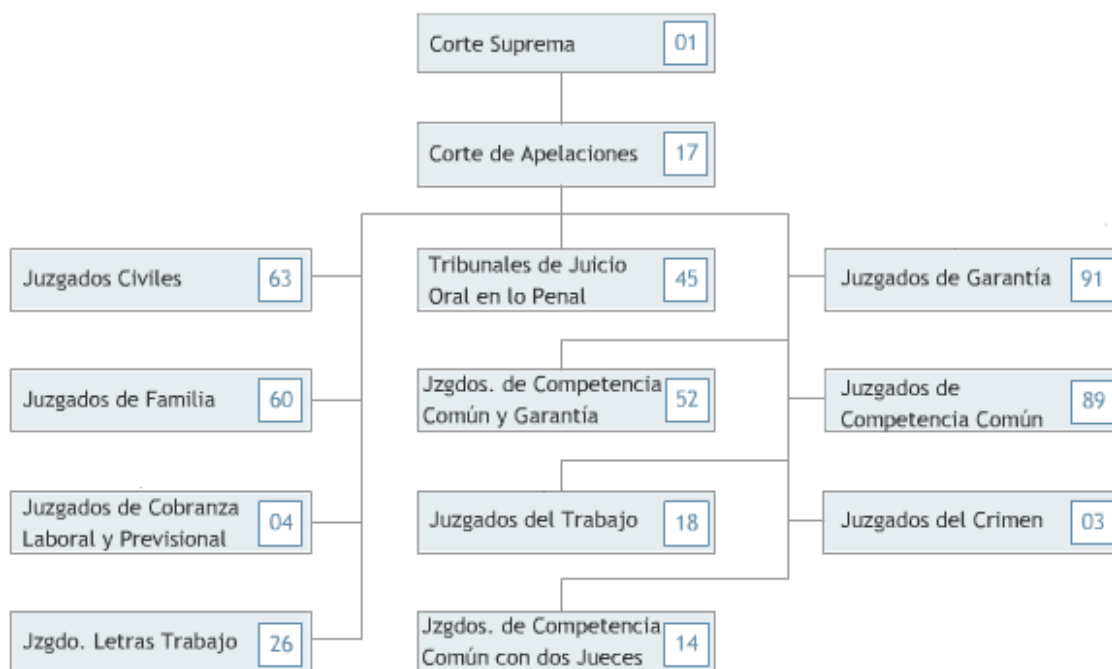 Corte Suprema 01
Corte de Apelaciones 17
Juzgados Civiles 63
Tribunales de Juicio
Oral en lo Penal 45
Juzgados de Garantía 91
Juzgados de Familia 60
Jzgdos. de Competencia
Común y Garantía 52
Juzgados de
Competencia Común 89
Juzgados de Cobranza
Laboral y Previsional 04
Juzgados del Trabajo 18
Juzgados del Crimen 03
Jzgdo. Letras Trabajo 26
Jzgdos. de Competencia
Común con dos Jueces 14